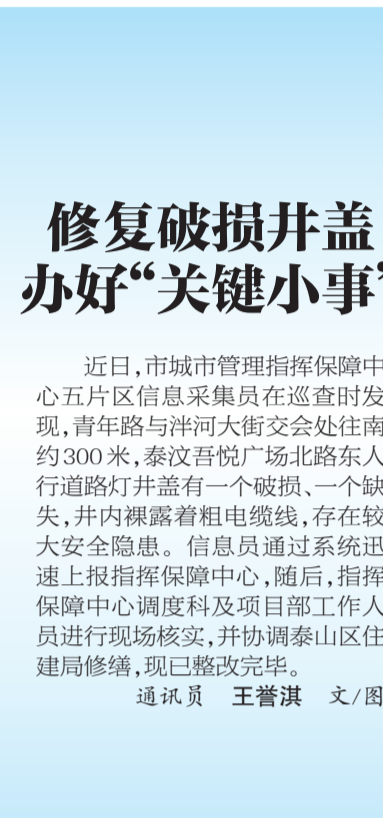 修复破损井盖
办好“关键小事”
近日,市城市管理指挥保障中
心五片区信息采集员在巡查时发
现,青年路与泮河大街交会处往南
约300米,泰汶吾悦广场北路东人
行道路灯井盖有一个破损、一个缺
失,井内裸露着粗电缆线,存在较
大安全隐患。信息员通过系统迅
速上报指挥保障中心,随后,指挥
保障中心调度科及项目部工作人
员进行现场核实,并协调泰山区住
建局修缮,现已整改完毕。
通讯员 王誉淇 文/图